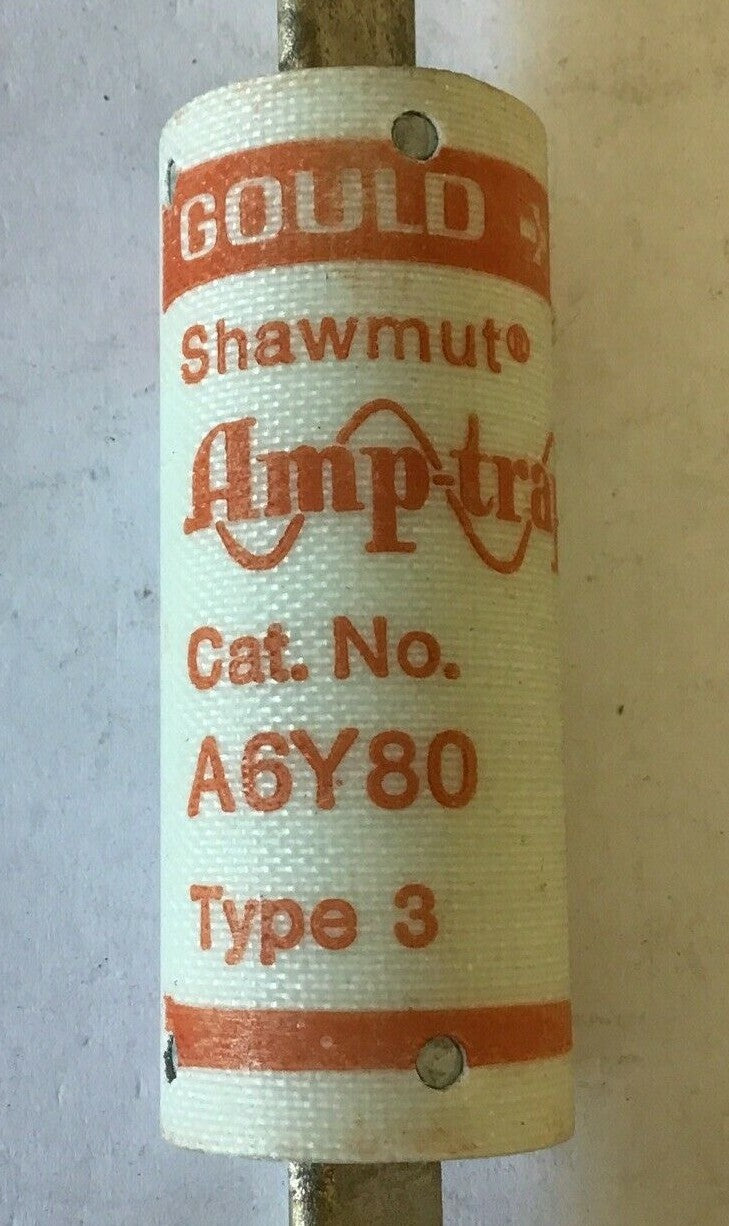 GOULD
Shawmut®
Amp-tra
Cat. No.
A6Y80
Type 3